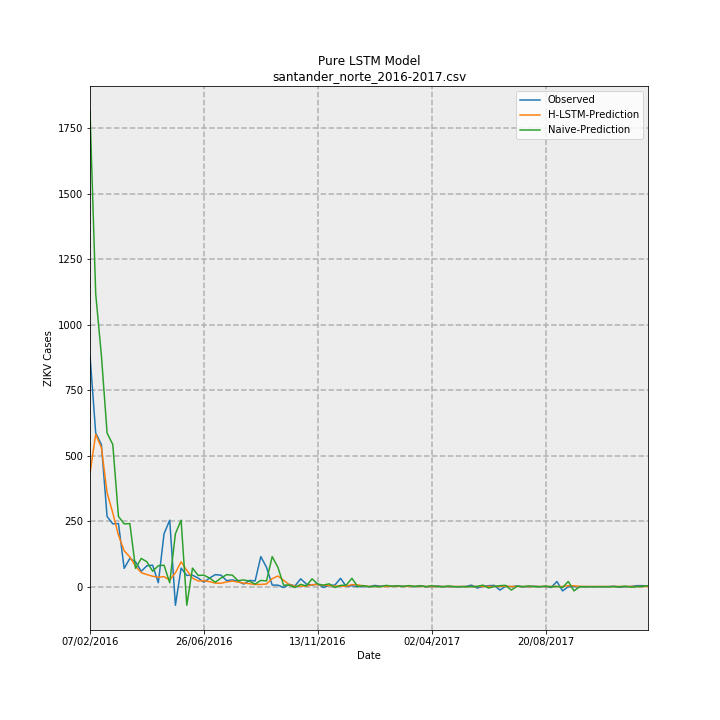 Pure LSTM Model
santander_norte_2016-2017.csv
Observed
H-LSTM-Prediction
Naive-Prediction
ZIKV Cases
1750
1500
1250
1000
750
500
250
0
07/02/2016
26/06/2016
13/11/2016
02/04/2017
20/08/2017
Date